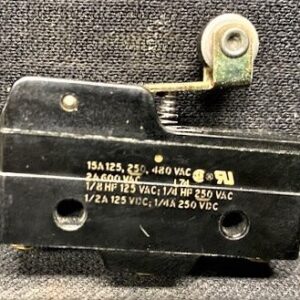 15A 125, 250, 480 VAC
2A 600 VAC L74
1/8 HP 125 VAC; 1/4 HP 250 VAC
1/2A 125 VDC; 1/4A 250 VDC